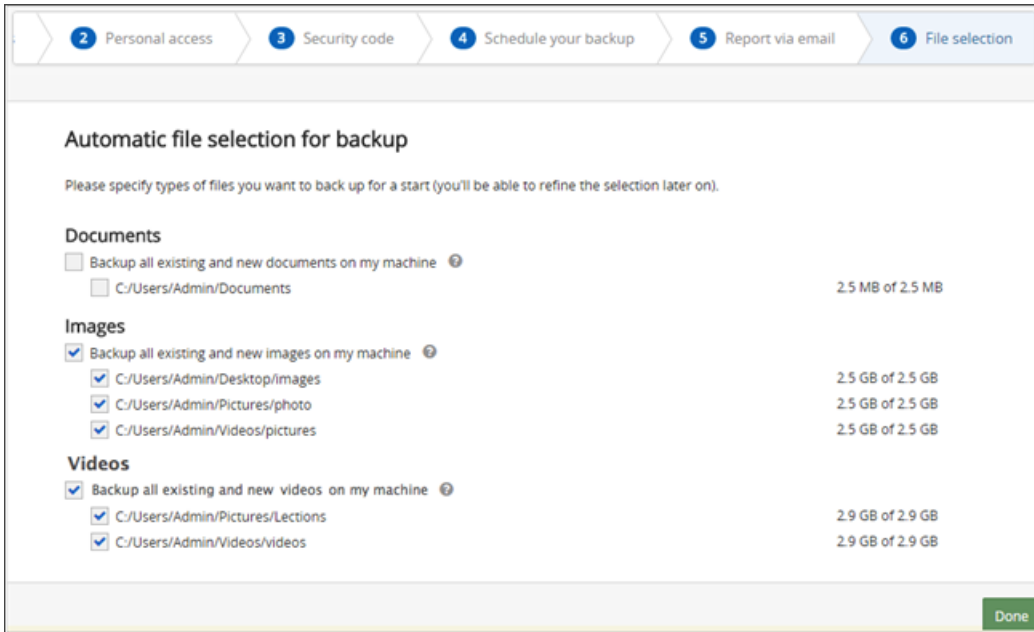 2 Personal access 3 Security code 4 Schedule your backup 5 Report via email 6 File selection
Automatic file selection for backup
Please specify types of files you want to back up for a start (you'll be able to refine the selection later on).
Documents
Backup all existing and new documents on my machine ?
C:/Users/Admin/Documents 2.5 MB of 2.5 MB
Images
Backup all existing and new images on my machine ?
C:/Users/Admin/Desktop/images 2.5 GB of 2.5 GB
C:/Users/Admin/Pictures/photo 2.5 GB of 2.5 GB
C:/Users/Admin/Videos/pictures 2.5 GB of 2.5 GB
Videos
Backup all existing and new videos on my machine ?
C:/Users/Admin/Pictures/Lections 2.9 GB of 2.9 GB
C:/Users/Admin/Videos/videos 2.9 GB of 2.9 GB
Done